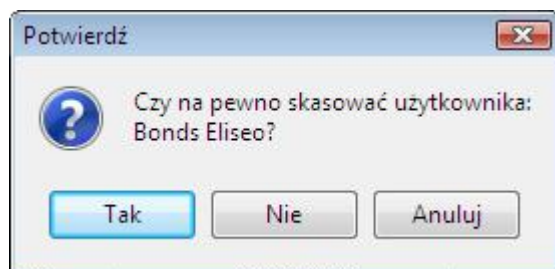 Potwierdź
Czy na pewno skasować użytkownika:
Bonds Eliseo?
Tak
Nie
Anuluj